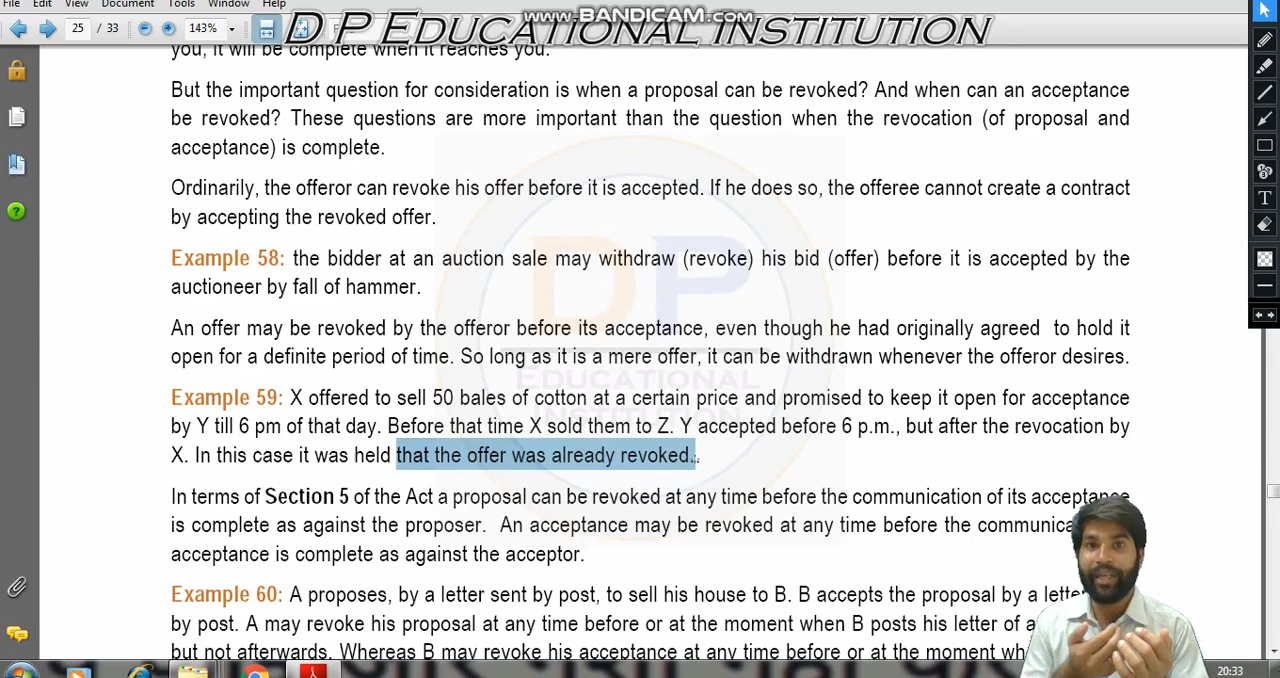 File Edit View Document Tools Window Help
www.BANDICAM.com
D P EDUCATIONAL INSTITUTION
25 / 33 143%
you, it will be complete when it reaches you.
But the important question for consideration is when a proposal can be revoked? And when can an acceptance
be revoked? These questions are more important than the question when the revocation (of proposal and
acceptance) is complete.
Ordinarily, the offeror can revoke his offer before it is accepted. If he does so, the offeree cannot create a contract
by accepting the revoked offer.
Example 58: the bidder at an auction sale may withdraw (revoke) his bid (offer) before it is accepted by the
auctioneer by fall of hammer.
An offer may be revoked by the offeror before its acceptance, even though he had originally agreed to hold it
open for a definite period of time. So long as it is a mere offer, it can be withdrawn whenever the offeror desires.
DP
EDUCATIONAL
INSTITUTION
Example 59: X offered to sell 50 bales of cotton at a certain price and promised to keep it open for acceptance
by Y till 6 pm of that day. Before that time X sold them to Z. Y accepted before 6 p.m., but after the revocation by
X. In this case it was held that the offer was already revoked.
In terms of Section 5 of the Act a proposal can be revoked at any time before the communication of its acceptance
is complete as against the proposer. An acceptance may be revoked at any time before the
acceptance is complete as against the acceptor.
Example 60: A proposes, by a letter sent by post, to sell his house to B. B accepts the proposal by a
by post. A may revoke his proposal at any time before or at the moment when B posts his letter of
but not afterwards. Whereas B may revoke his acceptance at any time before or at the moment
20:33